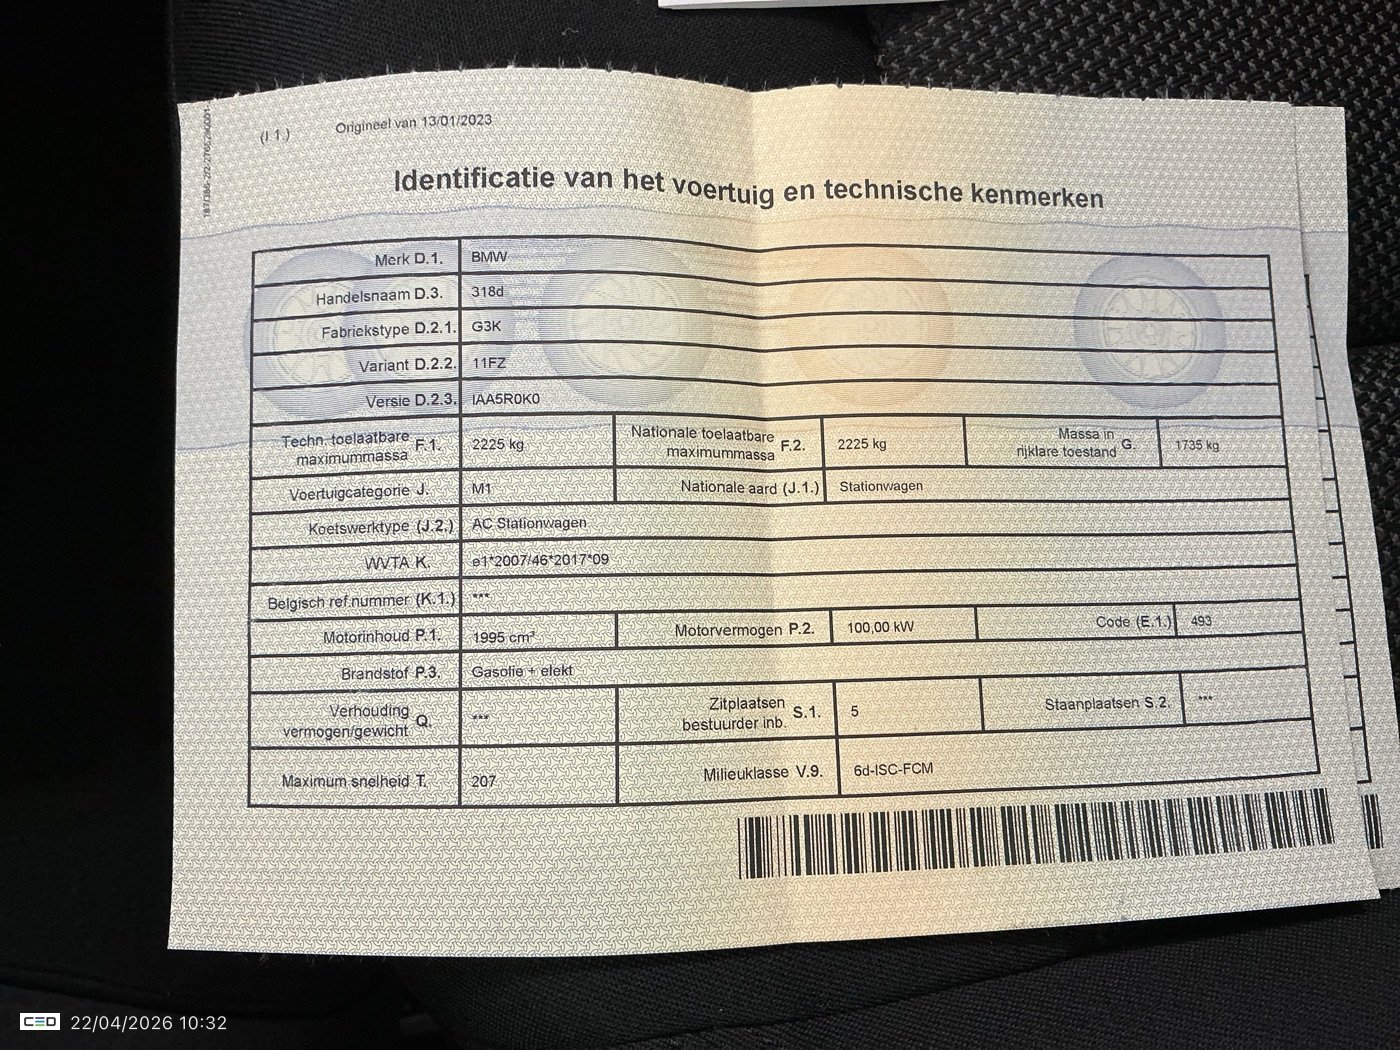 (I.1.) Origineel van 13/01/2023
Identificatie van het voertuig en technische kenmerken
Merk D.1. BMW
Handelsnaam D.3. 318d
Fabriekstype D.2.1. G3K
Variant D.2.2. 11FZ
Versie D.2.3. IAA5R0K0
Techn. toelaatbare maximummassa F.1. 2225 kg Nationale toelaatbare maximummassa F.2. 2225 kg Massa in rijklare toestand G. 1735 kg
Voertuigcategorie J. M1 Nationale aard (J.1.) Stationwagen
Koetswerktype (J.2.) AC Stationwagen
WVTA K. e1*2007/46*2017*09
Belgisch ref.nummer (K.1.) ***
Motorinhoud P.1. 1995 cm³ Motorvermogen P.2. 100,00 kW Code (E.1.) 493
Brandstof P.3. Gasolie + elekt
Verhouding vermogen/gewicht Q. *** Zitplaatsen bestuurder inb. S.1. 5 Staanplaatsen S.2. ***
Maximum snelheid T. 207 Milieuklasse V.9. 6d-ISC-FCM
CED 22/04/2026 10:32